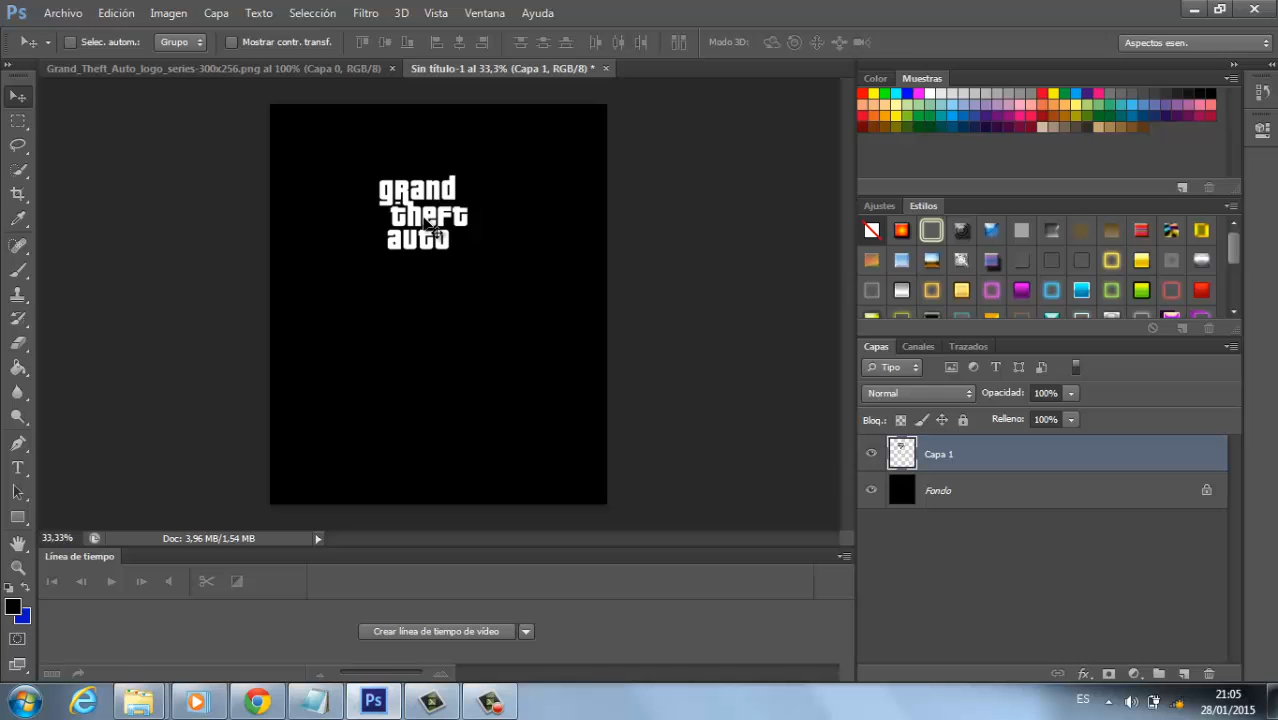 Ps Archivo Edición Imagen Capa Texto Selección Filtro 3D Vista Ventana Ayuda
Selec. autom.: Grupo Mostrar contr. transf. Modo 3D: Aspectos esen.
Grand_Theft_Auto_logo_series-300x256.png al 100% (Capa 0, RGB/8) × Sin título-1 al 33,3% (Capa 1, RGB/8) * ×
Color Muestras
grand
theft
auto
Ajustes Estilos
Capas Canales Trazados
Tipo
Normal Opacidad: 100%
Bloq.: Relleno: 100%
Capa 1
Fondo
33,33% Doc: 3,96 MB/1,54 MB
Línea de tiempo
Crear línea de tiempo de vídeo
fx
Ps
ES
21:05
28/01/2015